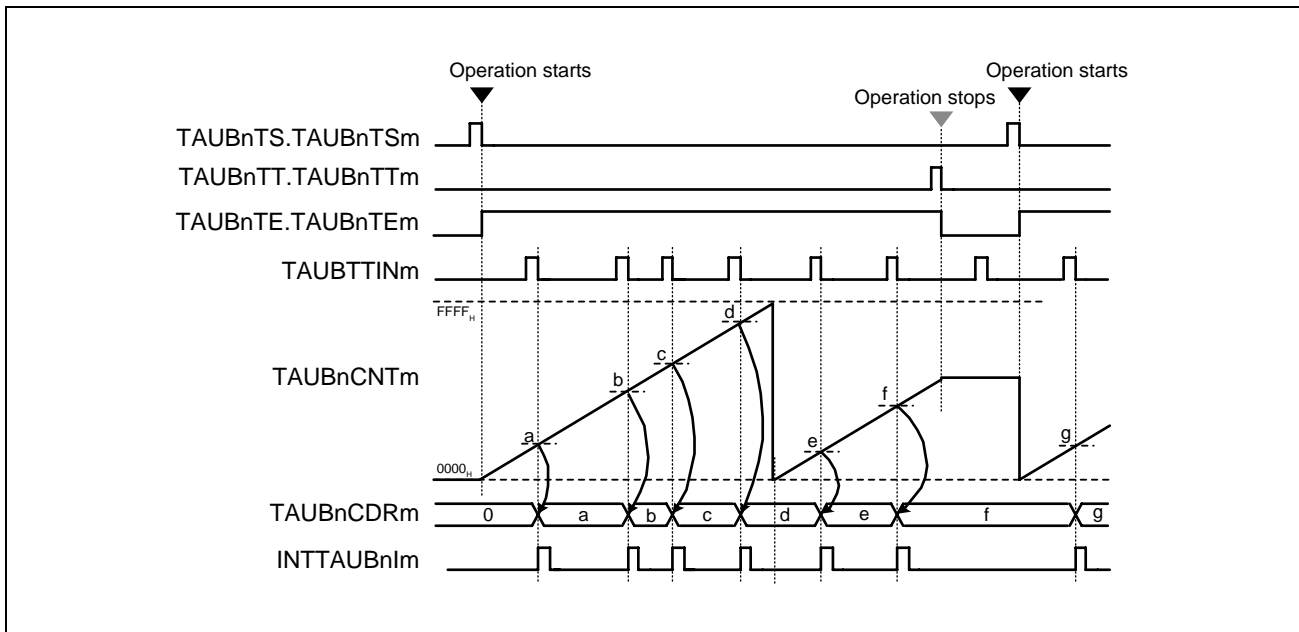 Operation starts
Operation starts
Operation stops
TAUBnTS.TAUBnTSm
TAUBnTT.TAUBnTTm
TAUBnTE.TAUBnTEm
TAUBTTINm
FFFFH
d
c
TAUBnCNTm
b
f
a
e
g
0000H
TAUBnCDRm
0 a b c d e f g
INTTAUBnIm